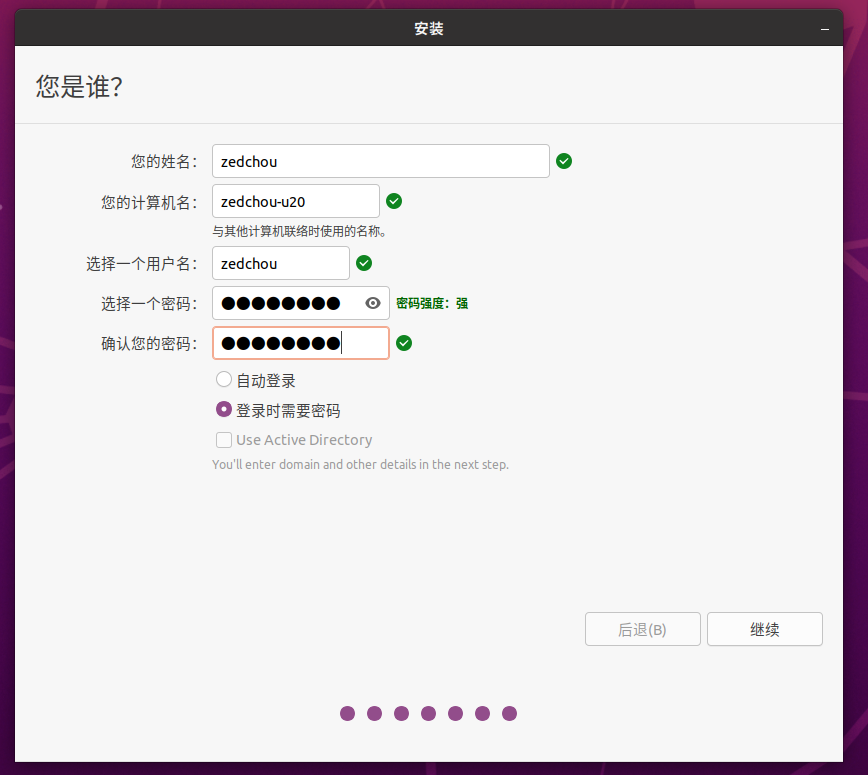 安装
您是谁？
您的姓名： zedchou
您的计算机名： zedchou-u20
与其他计算机联络时使用的名称。
选择一个用户名： zedchou
选择一个密码： ●●●●●●●● 密码强度：强
确认您的密码： ●●●●●●●●
自动登录
登录时需要密码
Use Active Directory
You'll enter domain and other details in the next step.
后退(B) 继续